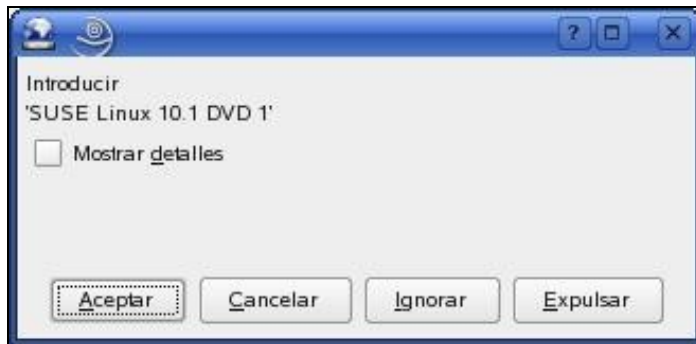 Introducir
'SUSE Linux 10.1 DVD 1'
Mostrar detalles
Aceptar Cancelar Ignorar Expulsar